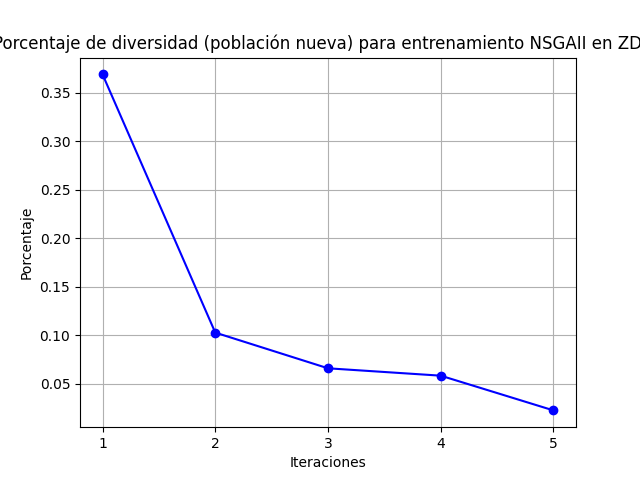 Porcentaje de diversidad (población nueva) para entrenamiento NSGAII en ZD
Porcentaje
0.35
0.30
0.25
0.20
0.15
0.10
0.05
1 2 3 4 5
Iteraciones